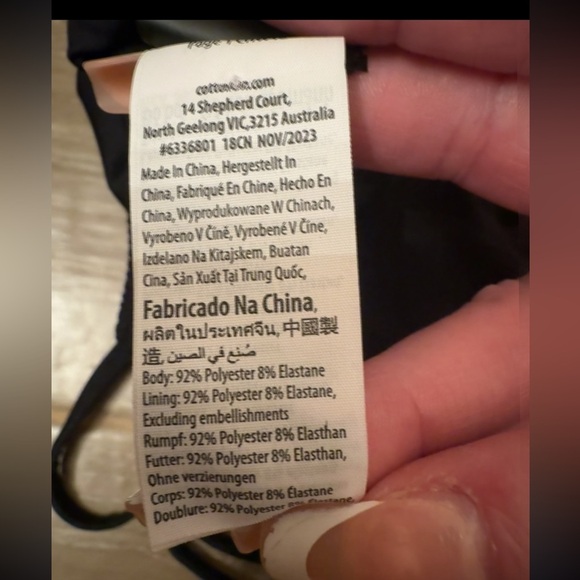 cottonon.com
14 Shepherd Court,
North Geelong VIC,3215 Australia
#6336801 18CN NOV/2023
Made In China, Hergestellt In
China, Fabriqué En Chine, Hecho En
China, Wyprodukowane W Chinach,
Vyrobeno V Číně, Vyrobené V Číne,
Izdelano Na Kitajskem, Buatan
Cina, Sản Xuất Tại Trung Quốc,
Fabricado Na China,
ผลิตในประเทศจีน, 中國製
造, صُنع في الصين
Body: 92% Polyester 8% Elastane
Lining: 92% Polyester 8% Elastane,
Excluding embellishments
Rumpf: 92% Polyester 8% Elasthan
Futter: 92% Polyester 8% Elasthan,
Ohne verzierungen
Corps: 92% Polyester 8% Élastane
Doublure: 92% Polyester 8% Élastane,